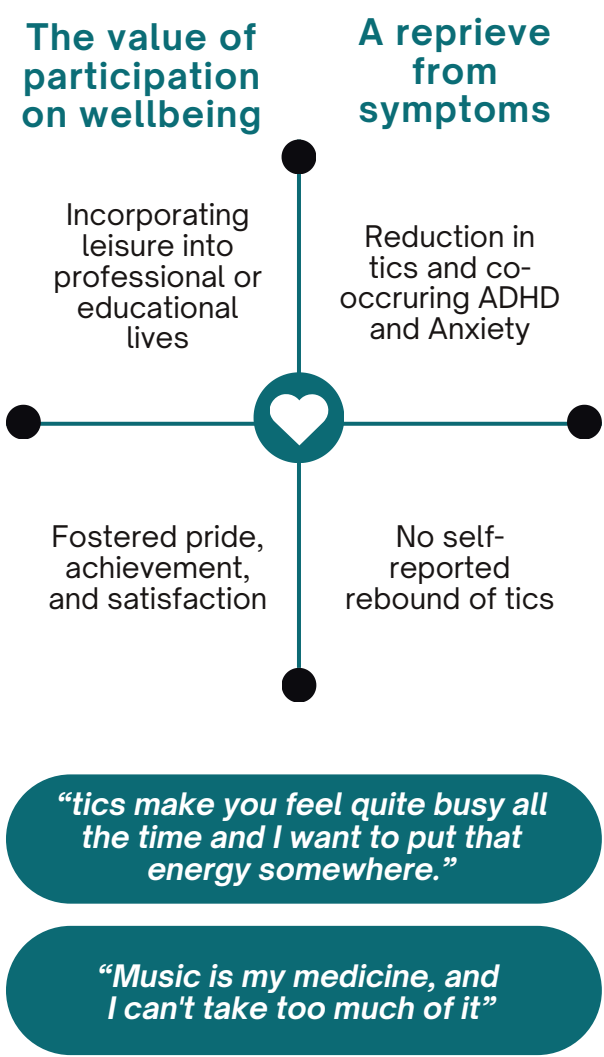 The value of
participation
on wellbeing
A reprieve
from
symptoms
Incorporating
leisure into
professional or
educational
lives
Reduction in
tics and co-
occruring ADHD
and Anxiety
Fostered pride,
achievement,
and satisfaction
No self-
reported
rebound of tics
“tics make you feel quite busy all
the time and I want to put that
energy somewhere.”
“Music is my medicine, and
I can't take too much of it”